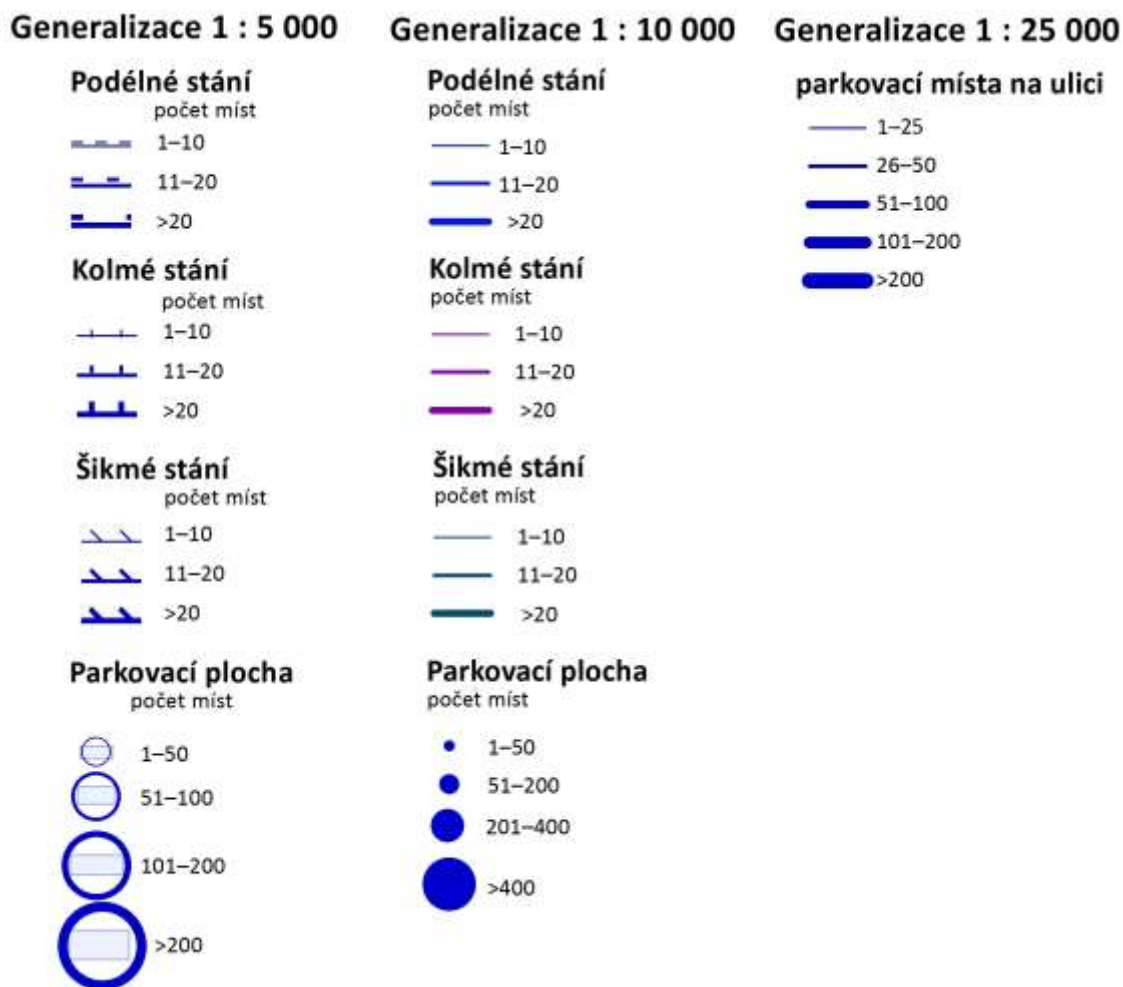 Generalizace 1 : 5 000
Podélné stání
počet míst
1–10
11–20
>20
Kolmé stání
počet míst
1–10
11–20
>20
Šikmé stání
počet míst
1–10
11–20
>20
Parkovací plocha
počet míst
1–50
51–100
101–200
>200
Generalizace 1 : 10 000
Podélné stání
počet míst
1–10
11–20
>20
Kolmé stání
počet míst
1–10
11–20
>20
Šikmé stání
počet míst
1–10
11–20
>20
Parkovací plocha
počet míst
1–50
51–200
201–400
>400
Generalizace 1 : 25 000
parkovací místa na ulici
1–25
26–50
51–100
101–200
>200